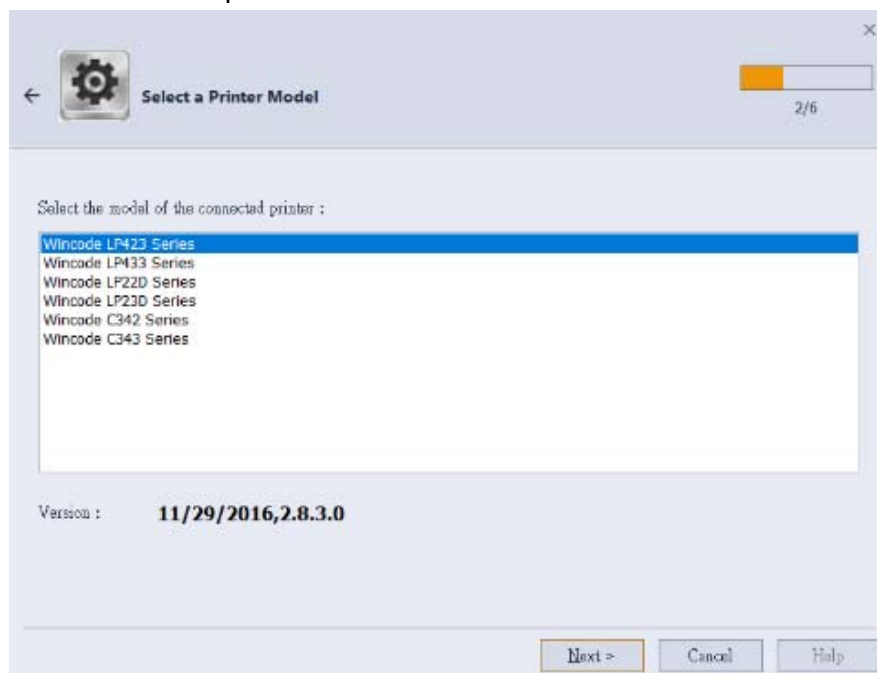 Select a Printer Model
2/6
Select the model of the connected printer :
Wincode LP423 Series
Wincode LP433 Series
Wincode LP22D Series
Wincode LP23D Series
Wincode C342 Series
Wincode C343 Series
Version : 11/29/2016,2.8.3.0
Next > Cancel Help